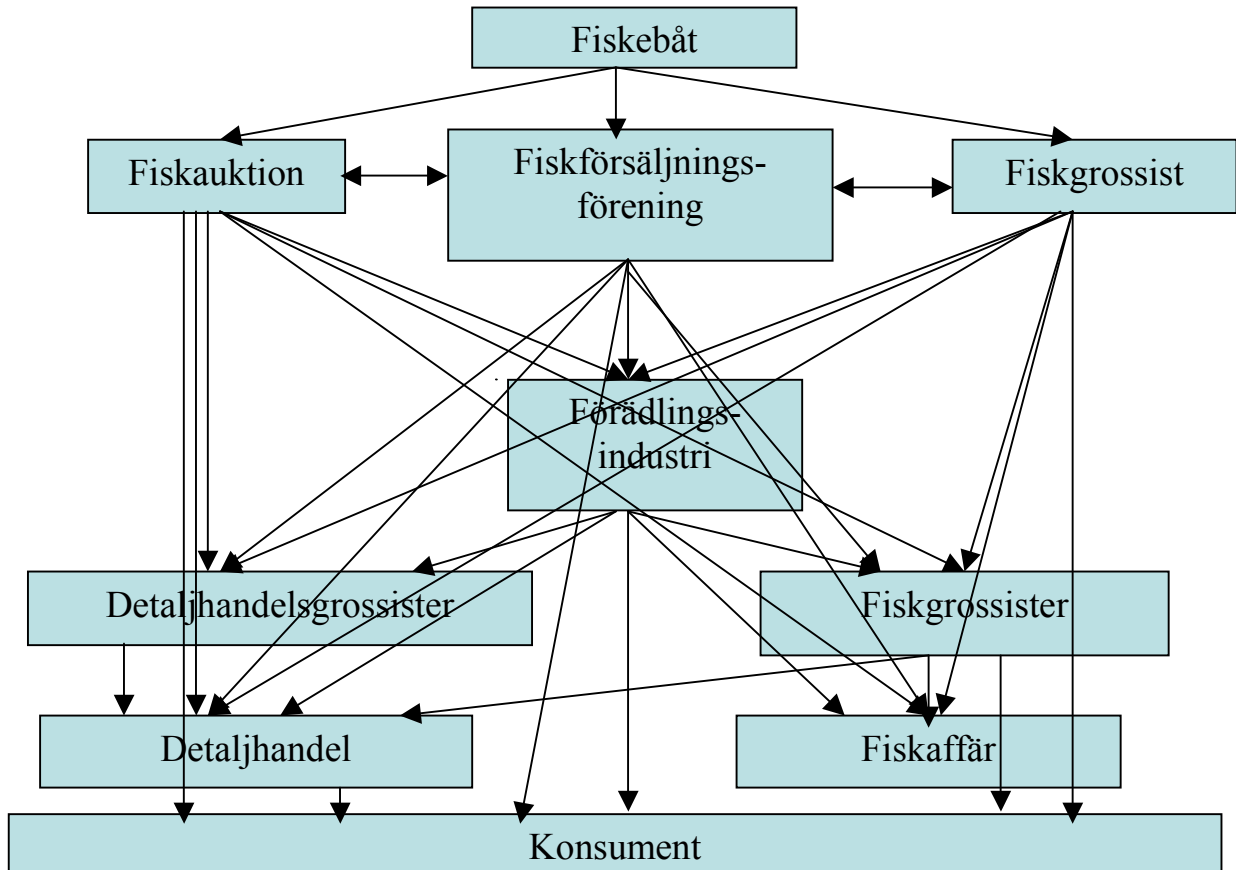 Fiskebåt
Fiskauktion
Fiskförsäljnings-
förening
Fiskgrossist
Förädlings-
industri
Detaljhandelsgrossister
Fiskgrossister
Detaljhandel
Fiskaffär
Konsument